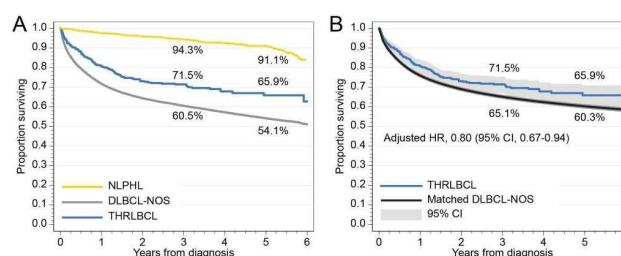 A
Proportion surviving
1.0
0.9
0.8
0.7
0.6
0.5
0.4
0.3
0.2
0.1
0.0
94.3%
91.1%
71.5%
65.9%
60.5%
54.1%
NLPHL
DLBCL-NOS
THRLBCL
0 1 2 3 4 5 6
Years from diagnosis
B
Proportion surviving
1.0
0.9
0.8
0.7
0.6
0.5
0.4
0.3
0.2
0.1
0.0
71.5%
65.9%
65.1%
60.3%
Adjusted HR, 0.80 (95% CI, 0.67-0.94)
THRLBCL
Matched DLBCL-NOS
95% CI
0 1 2 3 4 5
Years from diagnosis